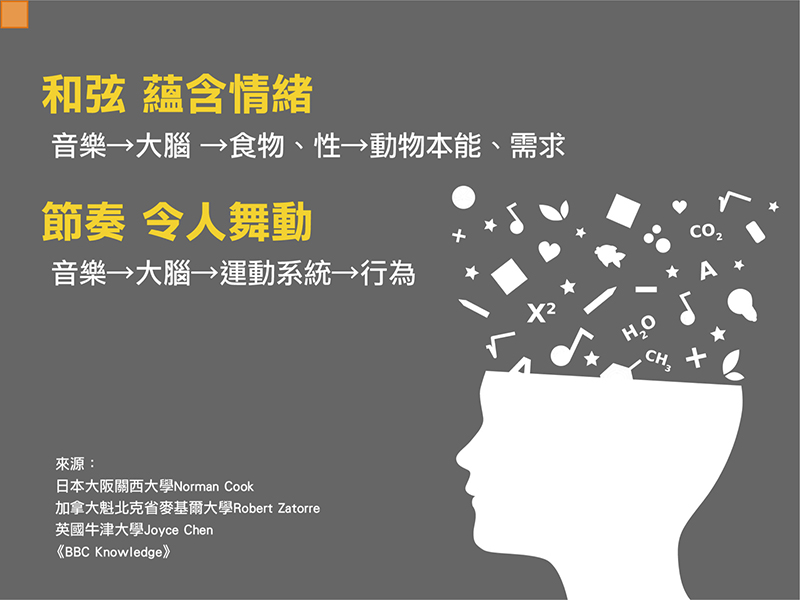 和弦 蘊含情緒
音樂→大腦 →食物、性→動物本能、需求
節奏 令人舞動
音樂→大腦→運動系統→行為
CO₂
A
X²
H₂O
CH₃
來源：
日本大阪關西大學Norman Cook
加拿大魁北克省麥基爾大學Robert Zatorre
英國牛津大學Joyce Chen
《BBC Knowledge》